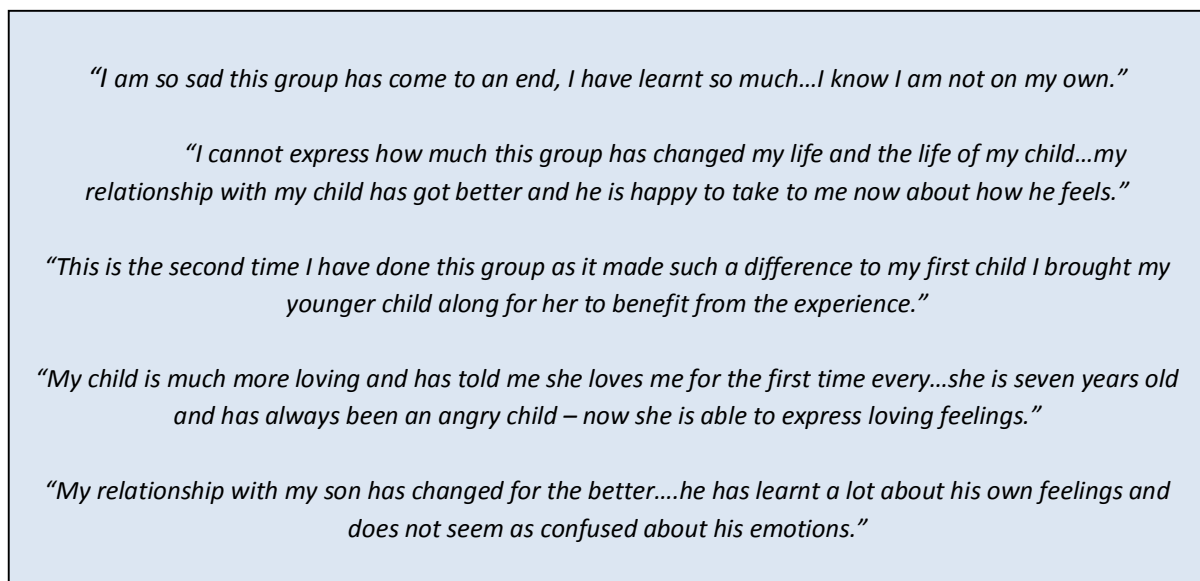 “I am so sad this group has come to an end, I have learnt so much…I know I am not on my own.”
“I cannot express how much this group has changed my life and the life of my child…my
relationship with my child has got better and he is happy to take to me now about how he feels.”
“This is the second time I have done this group as it made such a difference to my first child I brought my
younger child along for her to benefit from the experience.”
“My child is much more loving and has told me she loves me for the first time every…she is seven years old
and has always been an angry child – now she is able to express loving feelings.”
“My relationship with my son has changed for the better….he has learnt a lot about his own feelings and
does not seem as confused about his emotions.”